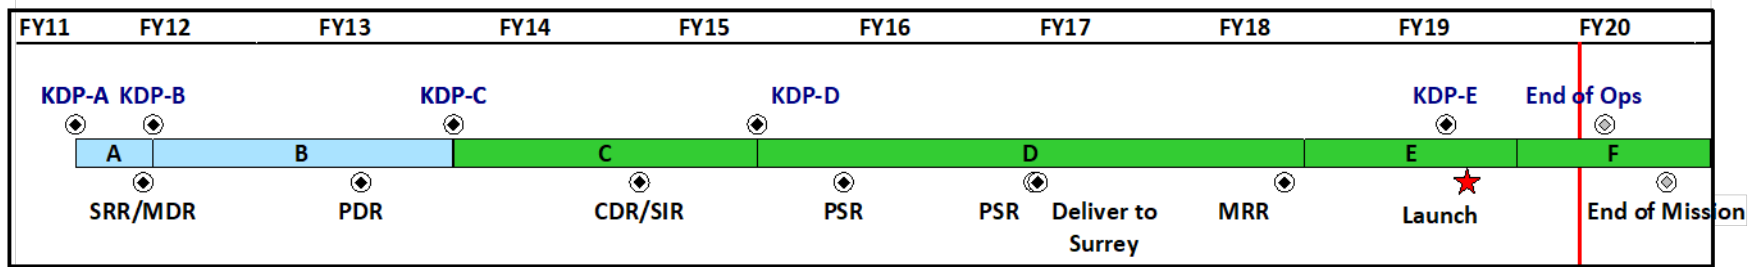 FY11 FY12 FY13 FY14 FY15 FY16 FY17 FY18 FY19 FY20
KDP-A KDP-B KDP-C KDP-D KDP-E End of Ops
A B C D E F
SRR/MDR PDR CDR/SIR PSR PSR Deliver to MRR Launch End of Mission
Surrey